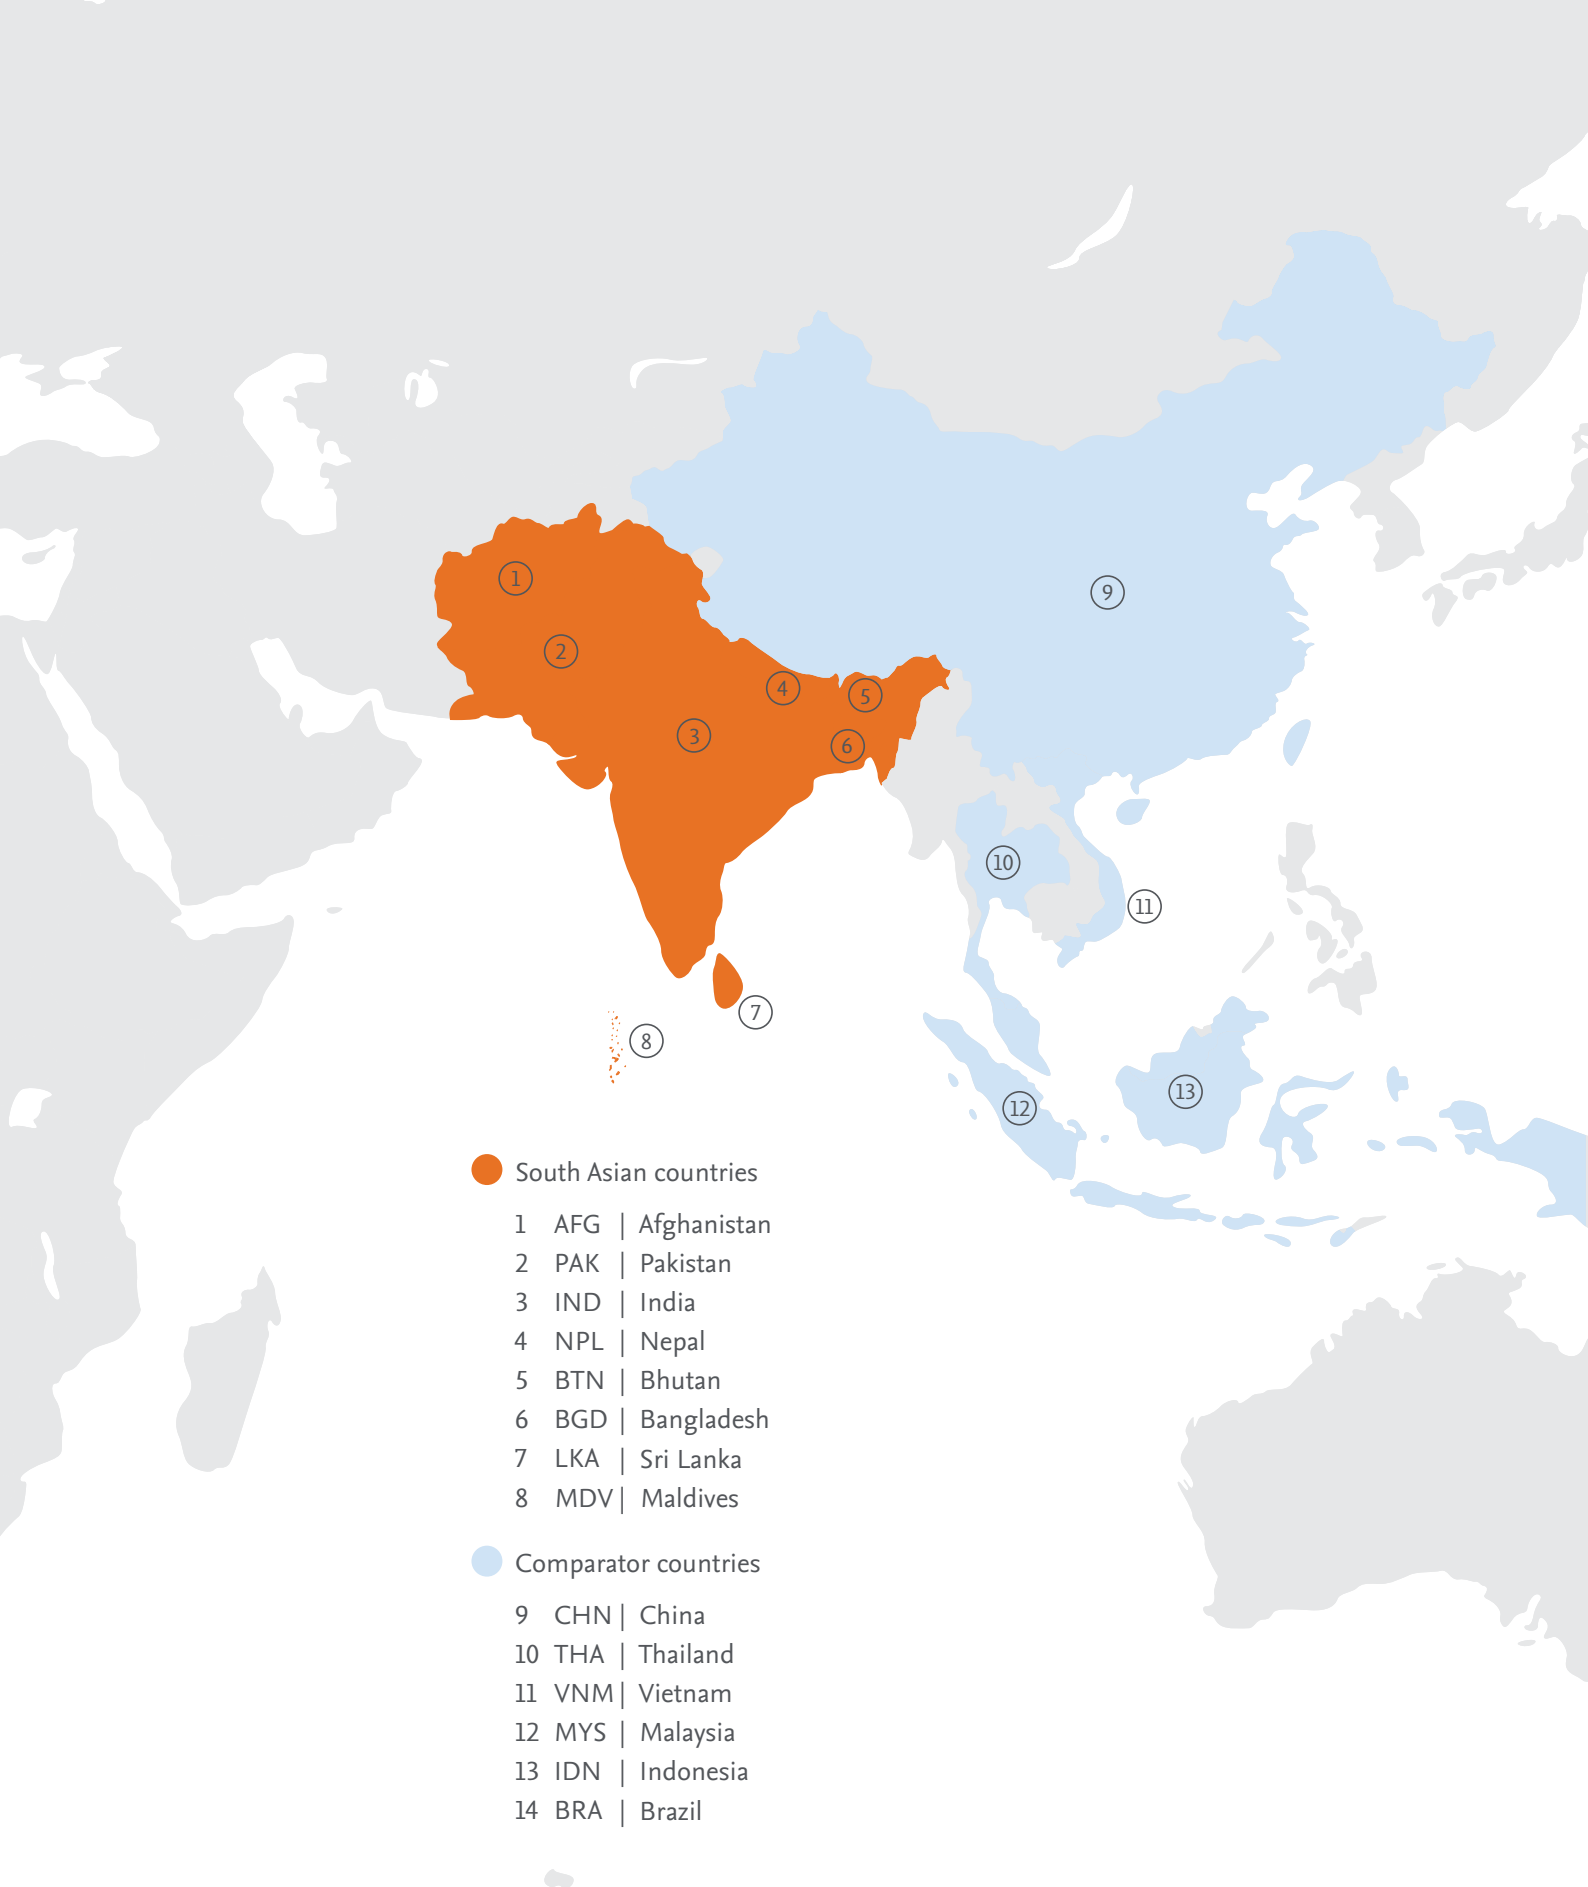 1
2
3
4
5
6
7
8
9
10
11
12
13
South Asian countries
1 AFG | Afghanistan
2 PAK | Pakistan
3 IND | India
4 NPL | Nepal
5 BTN | Bhutan
6 BGD | Bangladesh
7 LKA | Sri Lanka
8 MDV | Maldives
Comparator countries
9 CHN | China
10 THA | Thailand
11 VNM | Vietnam
12 MYS | Malaysia
13 IDN | Indonesia
14 BRA | Brazil